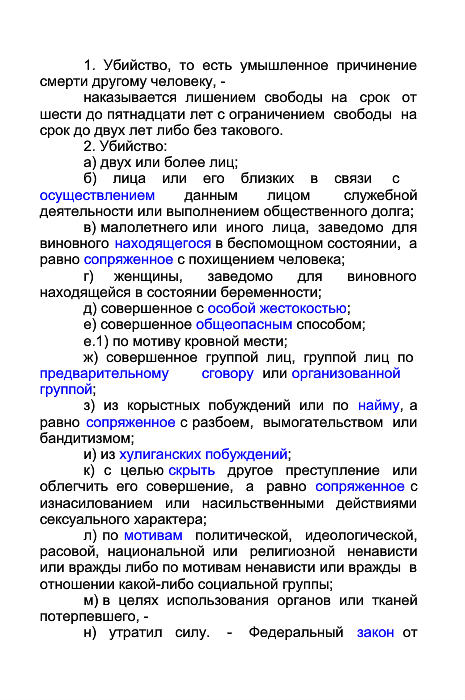 1. Убийство, то есть умышленное причинение
смерти другому человеку, -
наказывается лишением свободы на срок от
шести до пятнадцати лет с ограничением свободы на
срок до двух лет либо без такового.
2. Убийство:
а) двух или более лиц;
б) лица или его близких в связи с
осуществлением данным лицом служебной
деятельности или выполнением общественного долга;
в) малолетнего или иного лица, заведомо для
виновного находящегося в беспомощном состоянии, а
равно сопряженное с похищением человека;
г) женщины, заведомо для виновного
находящейся в состоянии беременности;
д) совершенное с особой жестокостью;
е) совершенное общеопасным способом;
е.1) по мотиву кровной мести;
ж) совершенное группой лиц, группой лиц по
предварительному сговору или организованной
группой;
з) из корыстных побуждений или по найму, а
равно сопряженное с разбоем, вымогательством или
бандитизмом;
и) из хулиганских побуждений;
к) с целью скрыть другое преступление или
облегчить его совершение, а равно сопряженное с
изнасилованием или насильственными действиями
сексуального характера;
л) по мотивам политической, идеологической,
расовой, национальной или религиозной ненависти
или вражды либо по мотивам ненависти или вражды в
отношении какой-либо социальной группы;
м) в целях использования органов или тканей
потерпевшего, -
н) утратил силу. - Федеральный закон от